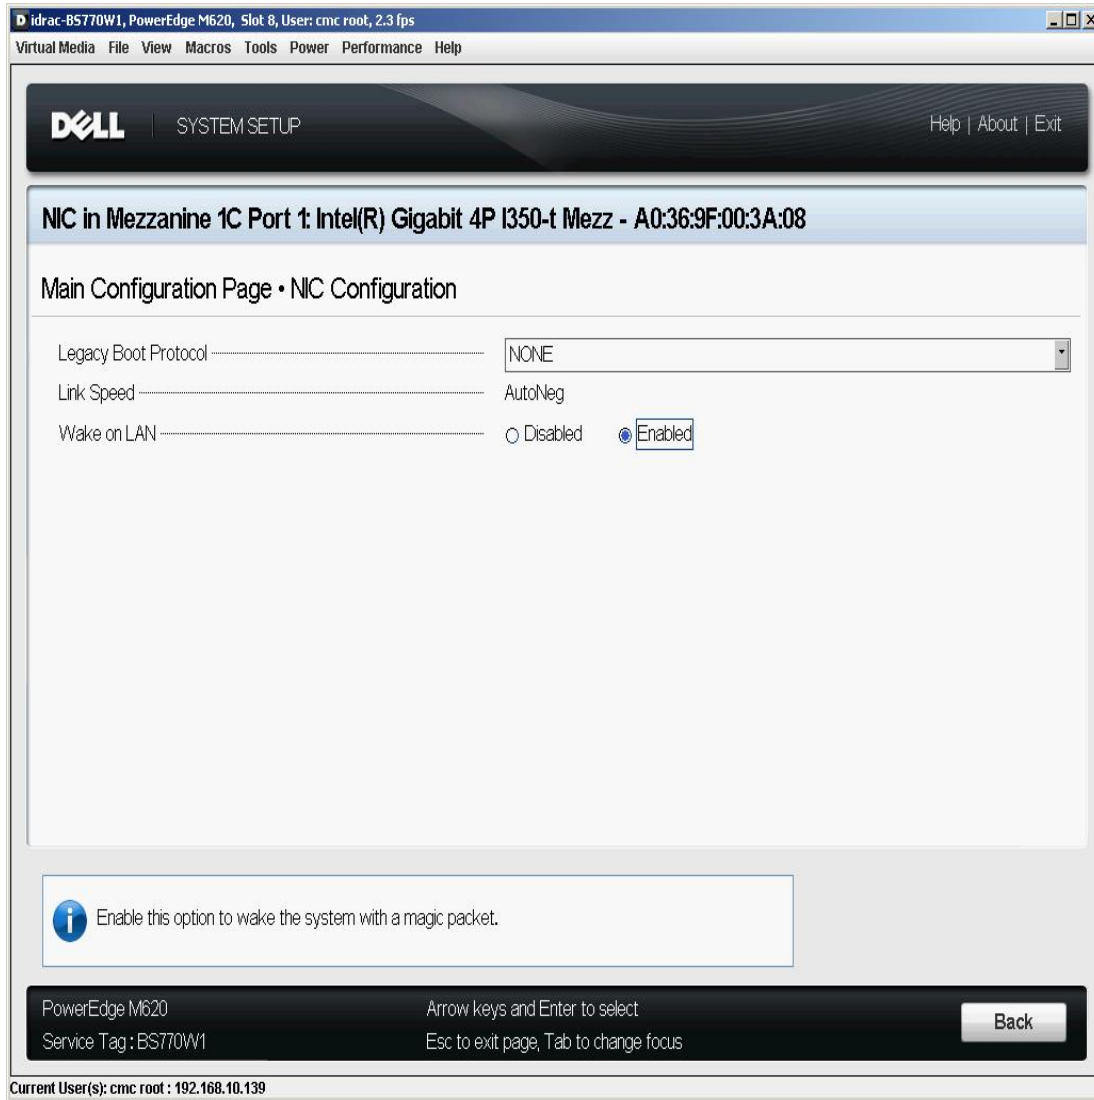 idrac-BS770W1, PowerEdge M620, Slot 8, User: cmc root, 2.3 fps
Virtual Media File View Macros Tools Power Performance Help
DELL SYSTEM SETUP Help | About | Exit
NIC in Mezzanine 1C Port 1: Intel(R) Gigabit 4P I350-t Mezz - A0:36:9F:00:3A:08
Main Configuration Page • NIC Configuration
Legacy Boot Protocol NONE
Link Speed AutoNeg
Wake on LAN Disabled Enabled
Enable this option to wake the system with a magic packet.
PowerEdge M620 Arrow keys and Enter to select
Service Tag : BS770W1 Esc to exit page, Tab to change focus
Back
Current User(s): cmc root : 192.168.10.139